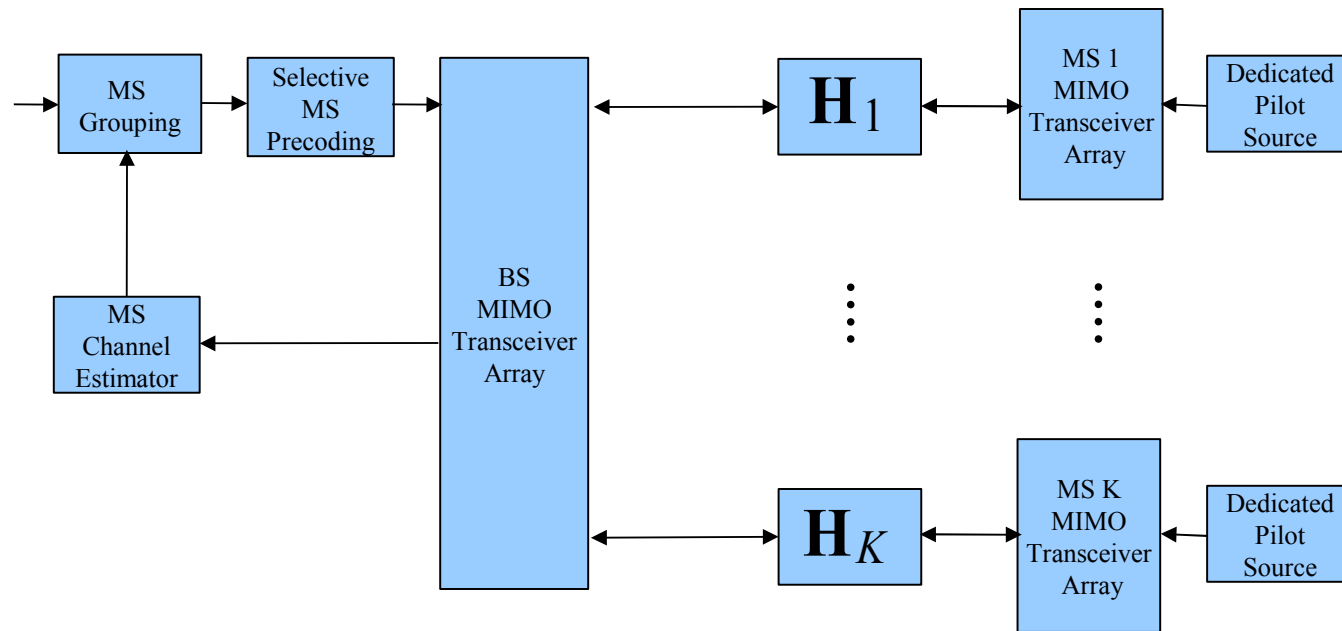 MS
Grouping
Selective
MS
Precoding
MS
Channel
Estimator
BS
MIMO
Transceiver
Array
H1
MS 1
MIMO
Transceiver
Array
Dedicated
Pilot
Source
HK
MS K
MIMO
Transceiver
Array
Dedicated
Pilot
Source